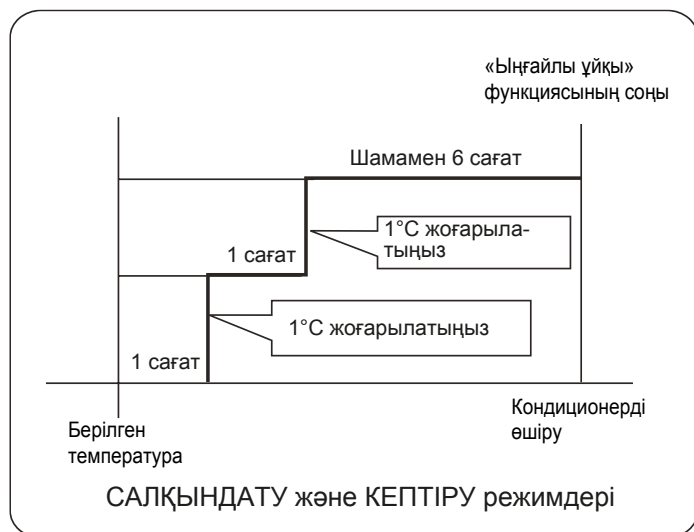 «Ыңғайлы ұйқы»
функциясының соңы
Шамамен 6 сағат
1°C жоғарыла-
тыңыз
1 сағат
1°C жоғарылатыңыз
1 сағат
Берілген
температура
Кондиционерді
өшіру
САЛҚЫНДАТУ және КЕПТІРУ режимдері